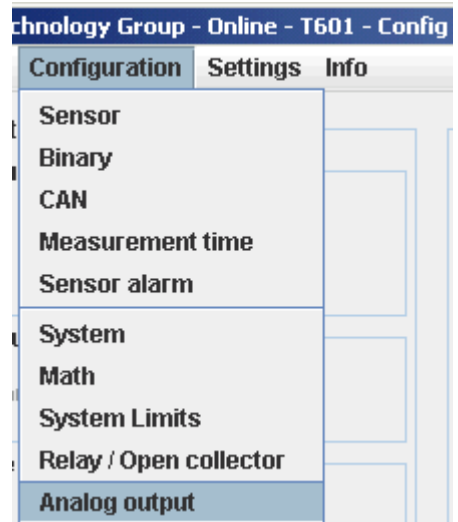 chnology Group - Online - T601 - Config
Configuration Settings Info
Sensor
Binary
CAN
Measurement time
Sensor alarm
System
Math
System Limits
Relay / Open collector
Analog output